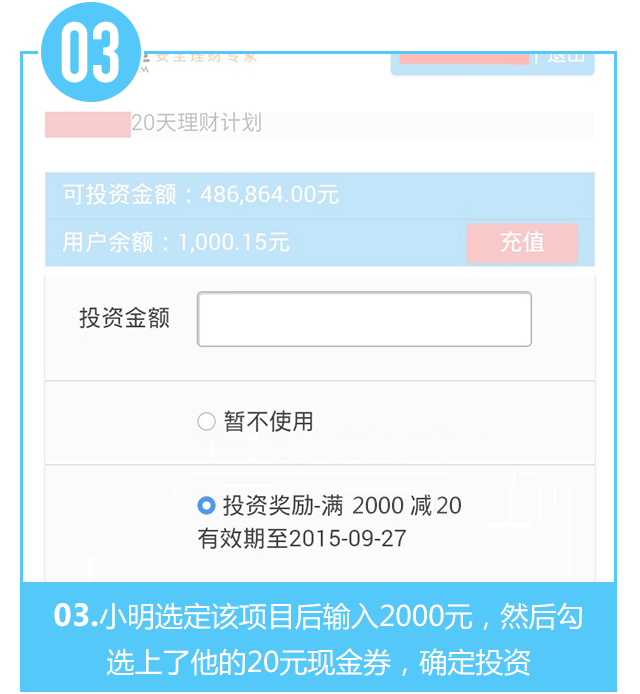 03
安全理财专家
退出
20天理财计划
可投资金额：486,864.00元
用户余额：1,000.15元
充值
投资金额
暂不使用
投资奖励-满 2000 减20
有效期至2015-09-27
03.小明选定该项目后输入2000元，然后勾
选上了他的20元现金券，确定投资